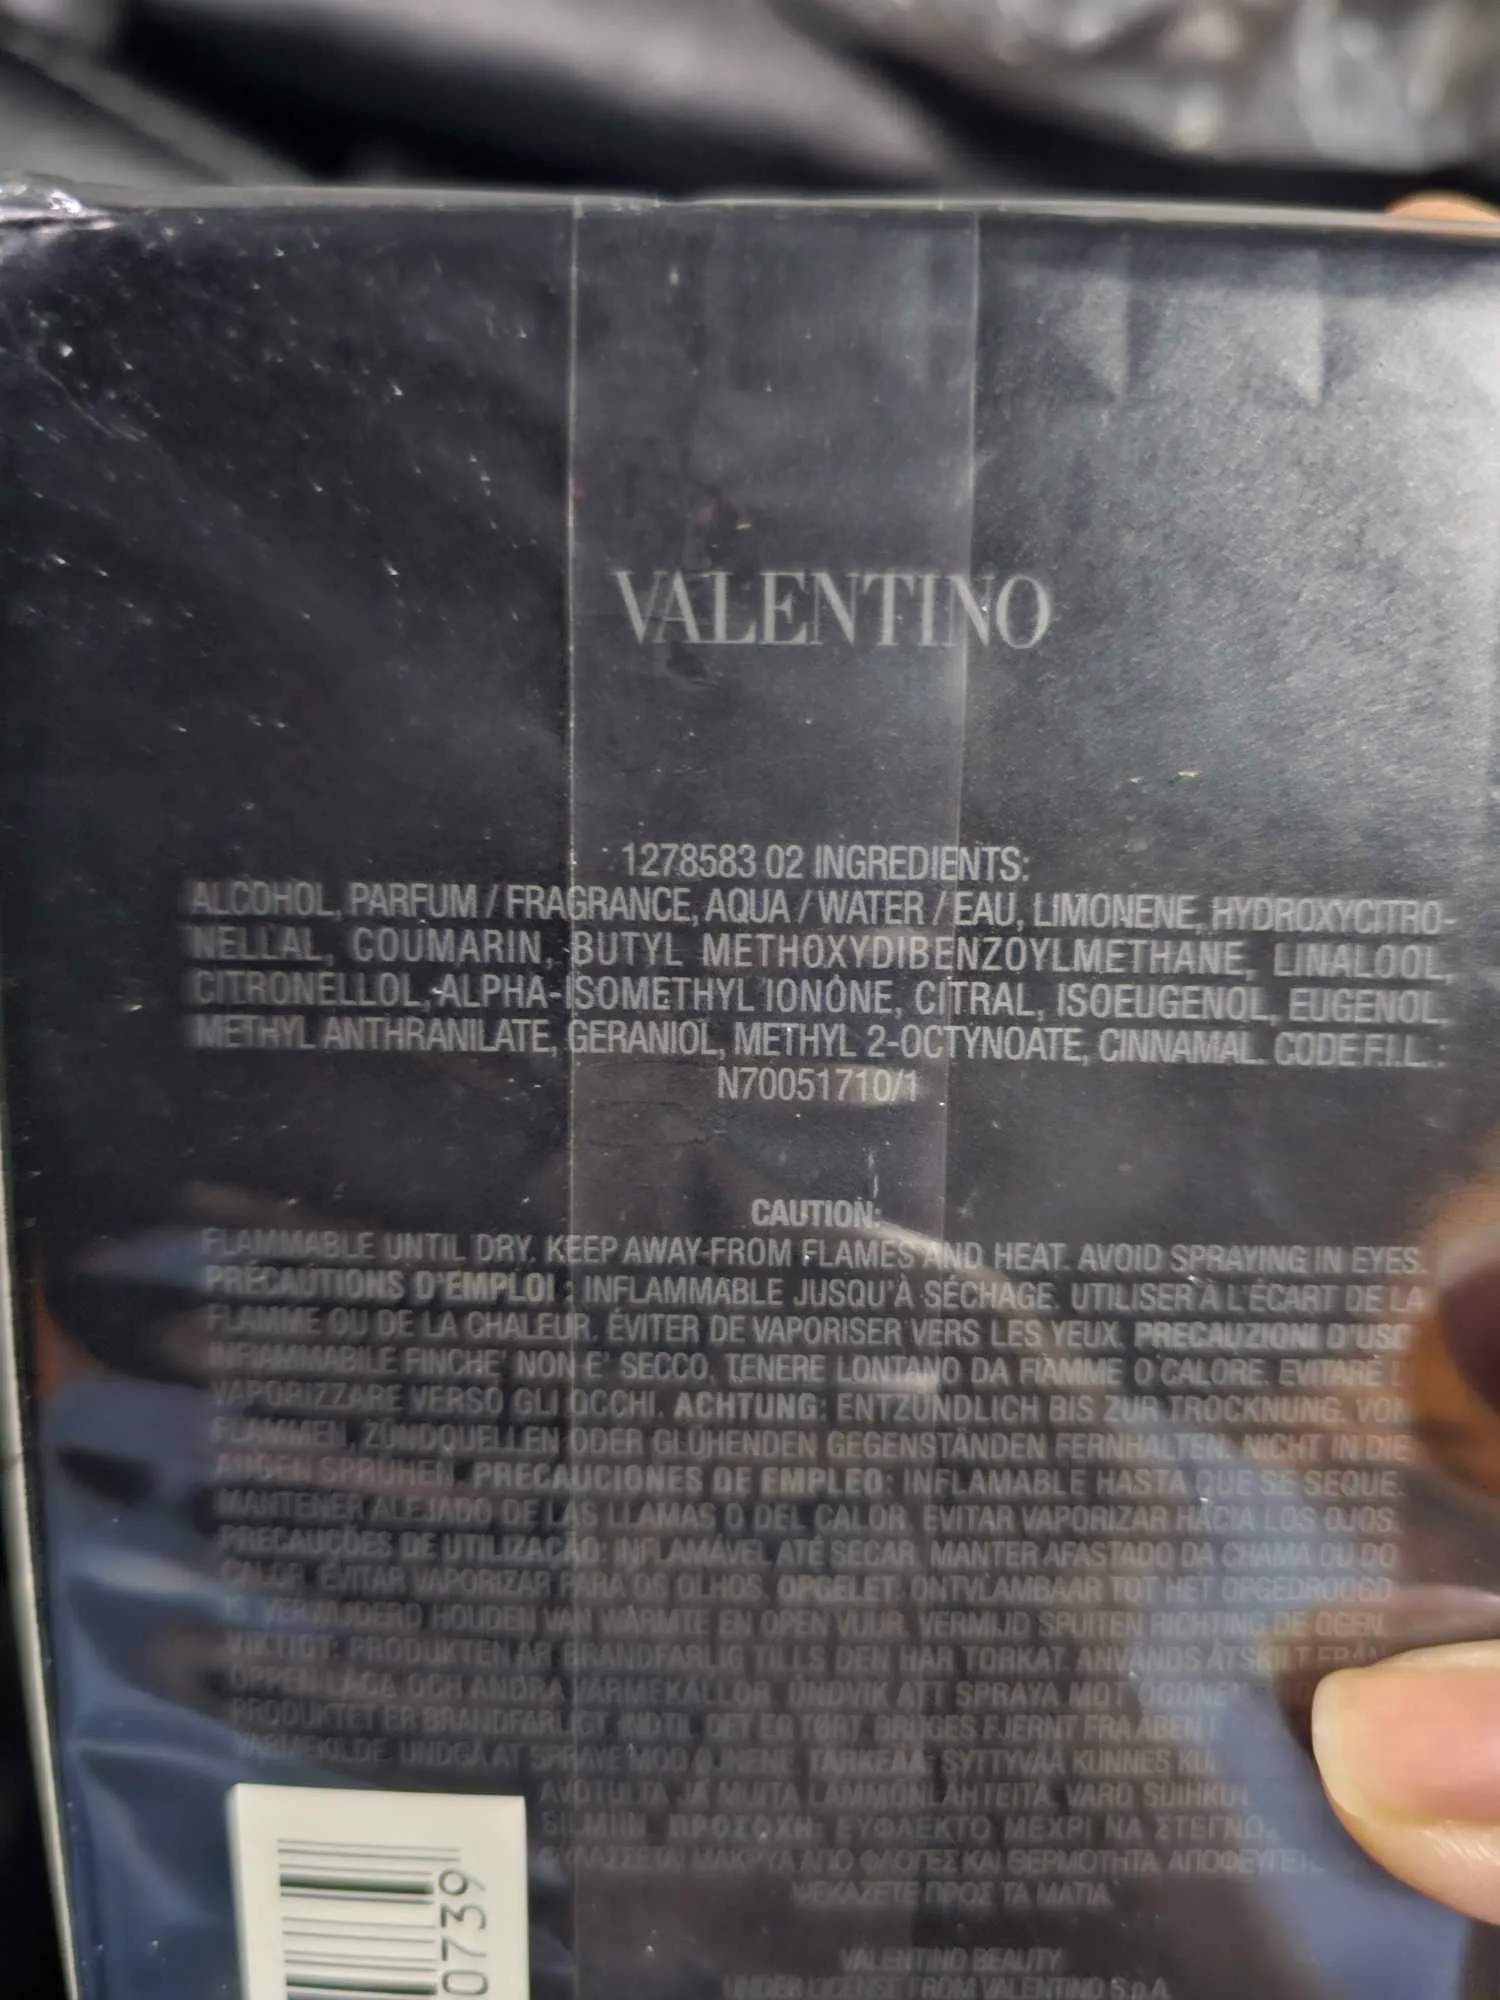 VALENTINO
1278583 02 INGREDIENTS:
ALCOHOL, PARFUM / FRAGRANCE, AQUA / WATER / EAU, LIMONENE, HYDROXYCITRO-
NELLAL, COUMARIN, BUTYL METHOXYDIBENZOYLMETHANE, LINALOOL,
CITRONELLOL, ALPHA-ISOMETHYL IONONE, CITRAL, ISOEUGENOL, EUGENOL,
METHYL ANTHRANILATE, GERANIOL, METHYL 2-OCTYNOATE, CINNAMAL. CODE F.I.L.:
N70051710/1
CAUTION:
FLAMMABLE UNTIL DRY. KEEP AWAY FROM FLAMES AND HEAT. AVOID SPRAYING IN EYES.
PRÉCAUTIONS D'EMPLOI : INFLAMMABLE JUSQU'À SÉCHAGE. UTILISER À L'ÉCART DE LA
FLAMME OU DE LA CHALEUR. ÉVITER DE VAPORISER VERS LES YEUX. PRECAUZIONI D'USO
INFIAMMABILE FINCHE' NON E' SECCO. TENERE LONTANO DA FIAMME O CALORE. EVITARE
VAPORIZZARE VERSO GLI OCCHI. ACHTUNG: ENTZÜNDLICH BIS ZUR TROCKNUNG. VON
FLAMMEN, ZÜNDQUELLEN ODER GLÜHENDEN GEGENSTÄNDEN FERNHALTEN. NICHT IN DIE
AUGEN SPRÜHEN. PRECAUCIONES DE EMPLEO: INFLAMABLE HASTA QUE SE SEQUE.
MANTENER ALEJADO DE LAS LLAMAS O DEL CALOR. EVITAR VAPORIZAR HACIA LOS OJOS.
PRECAUÇÕES DE UTILIZAÇÃO: INFLAMÁVEL ATÉ SECAR. MANTER AFASTADO DA CHAMA OU DO
CALOR. EVITAR VAPORIZAR PARA OS OLHOS. OPGELET: ONTVLAMBAAR TOT HET OPGEDROOGD
IS. VERWIJDERD HOUDEN VAN WARMTE EN OPEN VUUR. VERMIJD SPUITEN RICHTING DE OGEN.
VIKTIGT: PRODUKTEN ÄR BRANDFARLIG TILLS DEN HAR TORKAT. ANVÄNDS
ÖPPEN LÅGA OCH ANDRA VÄRMEKÄLLOR. UNDVIK ATT SPRAYA MOT
PRODUKTET ER BRANDFARLIGT INDTIL DET ER TØRT. BRUGES FJERNT FRA ÅBEN
VARMEKILDE. UNDGÅ AT SPRAYE MOD ØJNENE. TÄRKEÄÄ: SYTTYVÄÄ KUNNES
AVOTULTA JA MUITA LÄMMÖNLÄHTEITÄ. VARO
SILMIIN. ΠΡΟΣΟΧΗ: ΕΥΦΛΕΚΤΟ ΜΕΧΡΙ ΝΑ
ΜΑΚΡΥΑ ΑΠΟ ΦΛΟΓΕΣ ΚΑΙ ΘΕΡΜΟΤΗΤΑ.
ΨΕΚΑΖΕΤΕ ΠΡΟΣ ΤΑ ΜΑΤΙΑ
VALENTINO BEAUTY
UNDER LICENSE FROM VALENTINO S.p.A.
0739